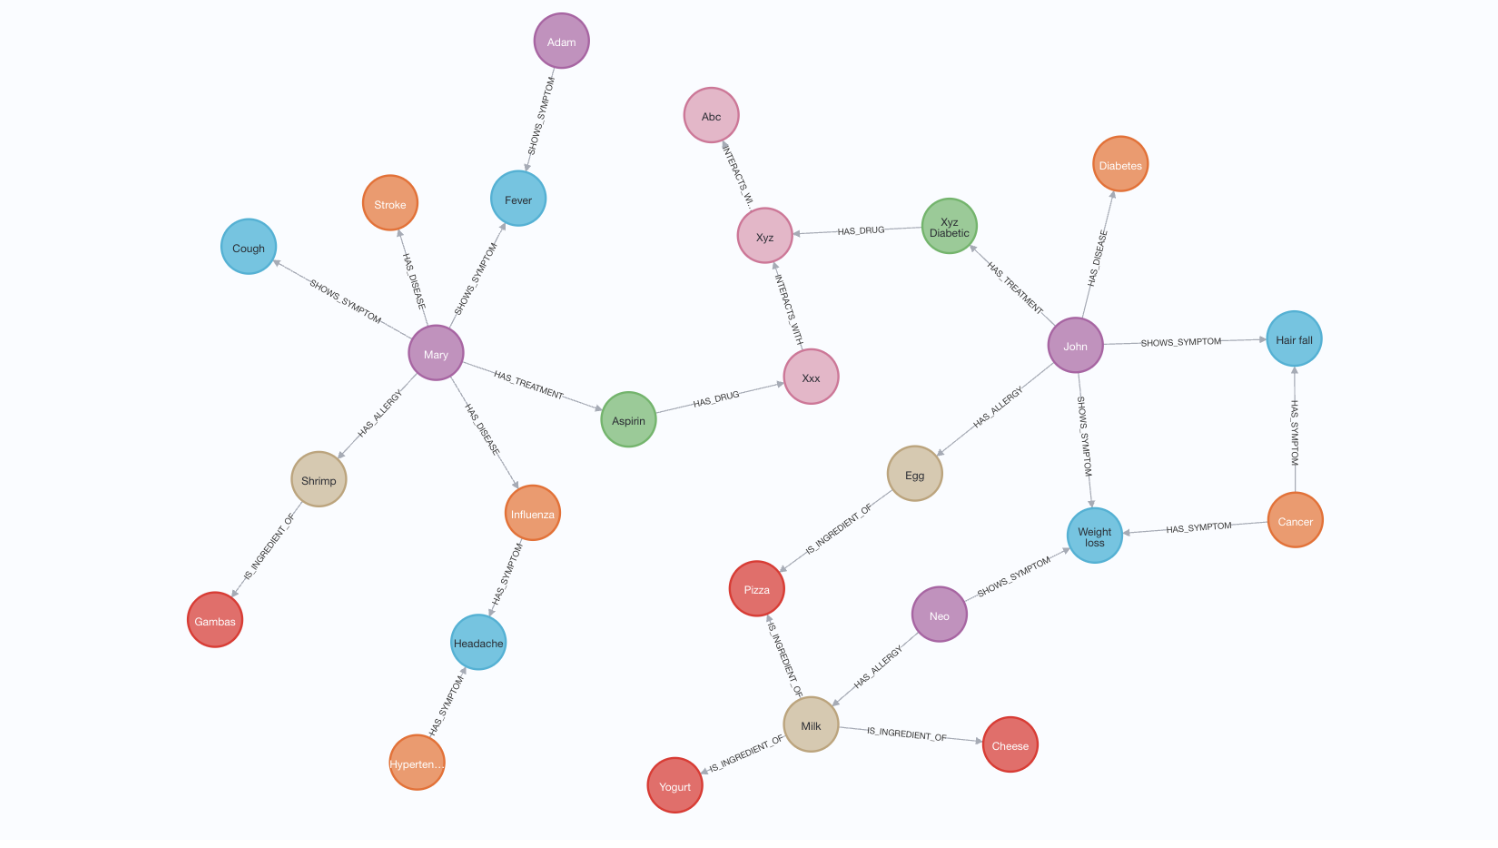 Adam
SHOWS_SYMPTOM
Abc
INTERACTS_WI...
Diabetes
Stroke
Fever
Cough
Xyz
Diabetic
HAS_DRUG
Xyz
HAS_DISEASE
HAS_DISEASE
SHOWS_SYMPTOM
SHOWS_SYMPTOM
HAS_TREATMENT
INTERACTS_WITH
Mary
John
SHOWS_SYMPTOM
Hair fall
Xxx
HAS_TREATMENT
HAS_DRUG
Aspirin
HAS_ALLERGY
HAS_DISEASE
HAS_ALLERGY
SHOWS_SYMPTOM
HAS_SYMPTOM
Shrimp
Egg
Influenza
Cancer
HAS_SYMPTOM
Weight
loss
IS_INGREDIENT_OF
IS_INGREDIENT_OF
HAS_SYMPTOM
SHOWS_SYMPTOM
Pizza
Gambas
Neo
Headache
IS_INGREDIENT_OF
HAS_ALLERGY
HAS_SYMPTOM
Milk
IS_INGREDIENT_OF
Cheese
IS_INGREDIENT_OF
Hyperten...
Yogurt